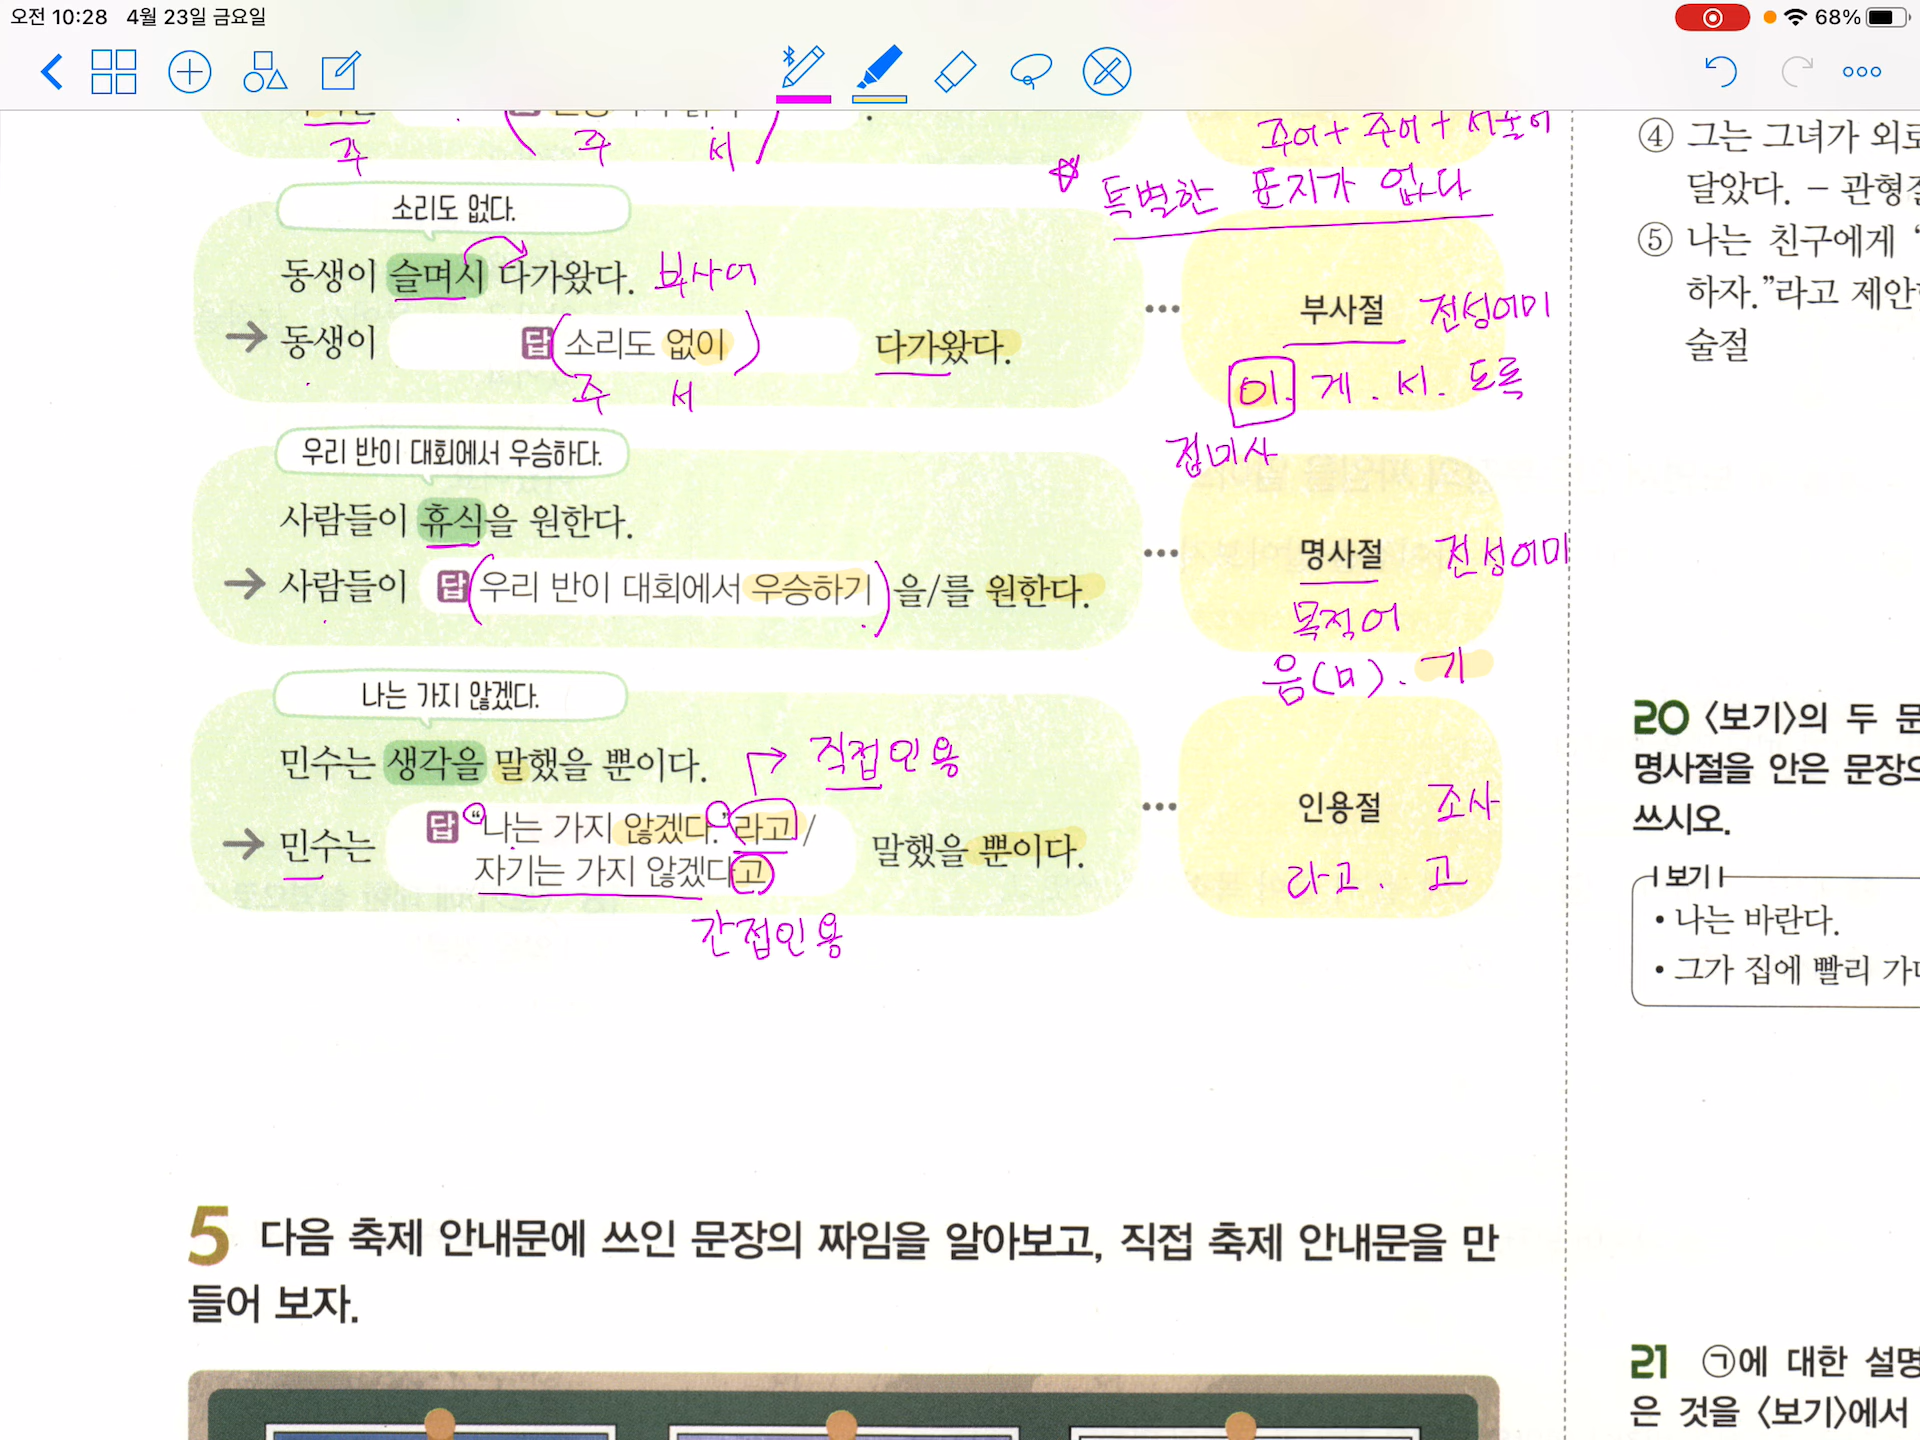 오전 10:28 4월 23일 금요일
68%
주 주 서
주어+주어+서술어
특별한 표지가 없다
소리도 없다.
동생이 슬며시 다가왔다. 부사어
→ 동생이 답 (소리도 없이) 다가왔다.
주 서
부사절 전성어미
이. 게. 서. 도록
접미사
우리 반이 대회에서 우승하다.
사람들이 휴식을 원한다.
→ 사람들이 답 (우리 반이 대회에서 우승하기) 을/를 원한다.
명사절 전성어미
목적어
음(ㅁ). 기
나는 가지 않겠다.
민수는 생각을 말했을 뿐이다.
→ 직접인용
→ 민수는 답 “나는 가지 않겠다.”라고/
자기는 가지 않겠다고 말했을 뿐이다.
간접인용
인용절 조사
라고. 고
5 다음 축제 안내문에 쓰인 문장의 짜임을 알아보고, 직접 축제 안내문을 만
들어 보자.
④ 그는 그녀가 외로
달았다. – 관형절
⑤ 나는 친구에게 “
하자.”라고 제안
술절
20 <보기>의 두 문
명사절을 안은 문장으
쓰시오.
보기
• 나는 바란다.
• 그가 집에 빨리 가
21 ㉠에 대한 설명
은 것을 <보기>에서